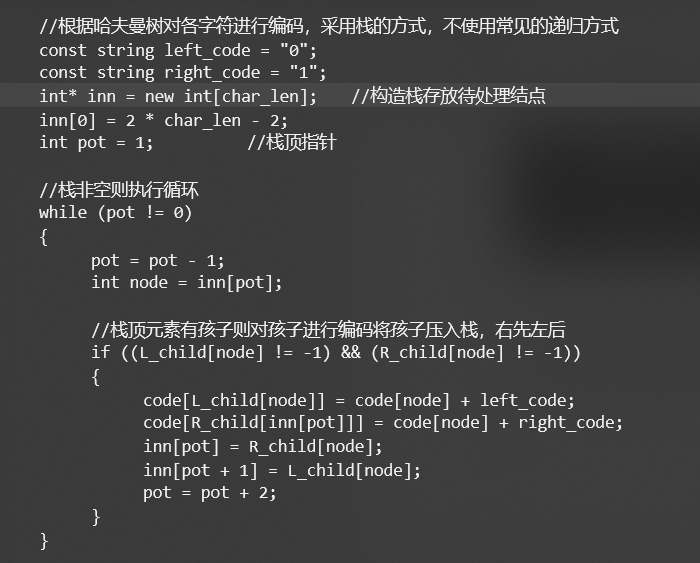 //根据哈夫曼树对各字符进行编码，采用栈的方式，不使用常见的递归方式
const string left_code = "0";
const string right_code = "1";
int* inn = new int[char_len];   //构造栈存放待处理结点
inn[0] = 2 * char_len - 2;
int pot = 1;         //栈顶指针

//栈非空则执行循环
while (pot != 0)
{
     pot = pot - 1;
     int node = inn[pot];

     //栈顶元素有孩子则对孩子进行编码将孩子压入栈，右先左后
     if ((L_child[node] != -1) && (R_child[node] != -1))
     {
          code[L_child[node]] = code[node] + left_code;
          code[R_child[inn[pot]]] = code[node] + right_code;
          inn[pot] = R_child[node];
          inn[pot + 1] = L_child[node];
          pot = pot + 2;
     }
}